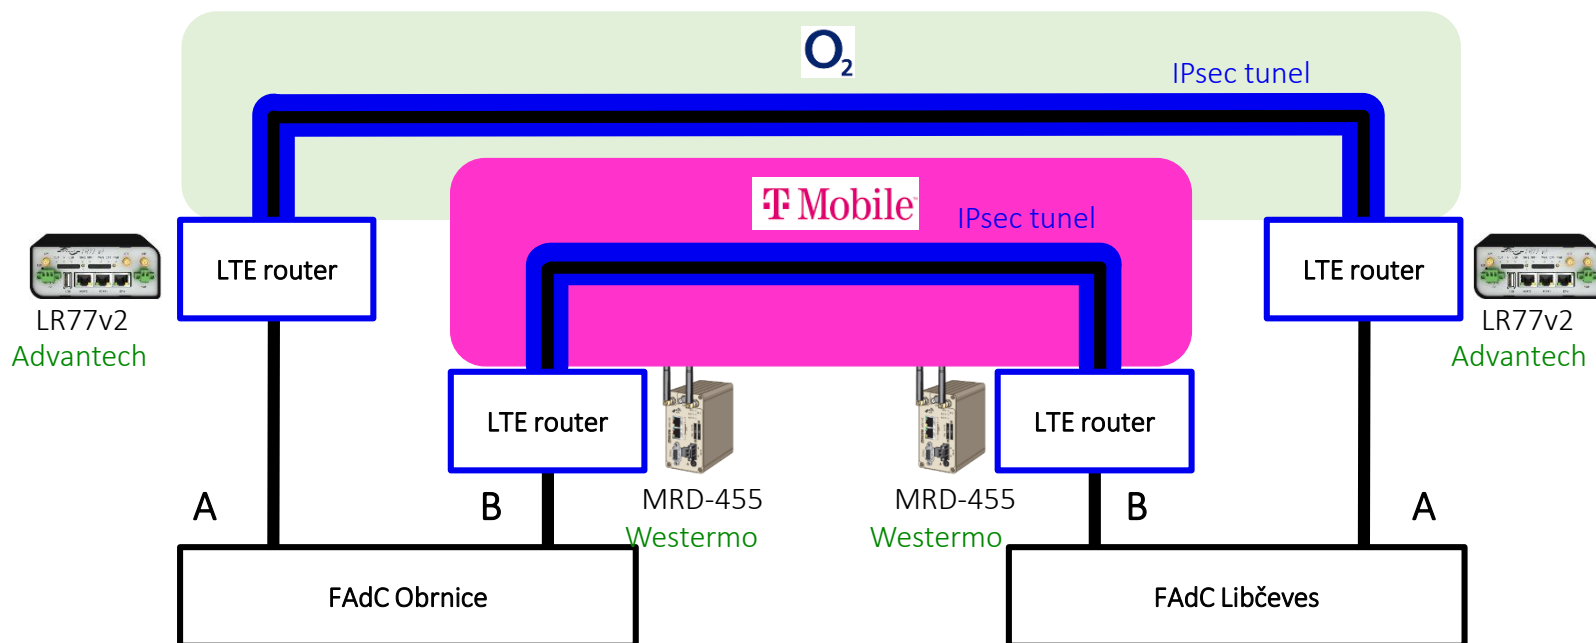 O2
IPsec tunel
T Mobile
IPsec tunel
LTE router
LTE router
LR77v2
Advantech
LR77v2
Advantech
LTE router
LTE router
MRD-455
Westermo
MRD-455
Westermo
A
B
B
A
FAdC Obrnice
FAdC Libčeves